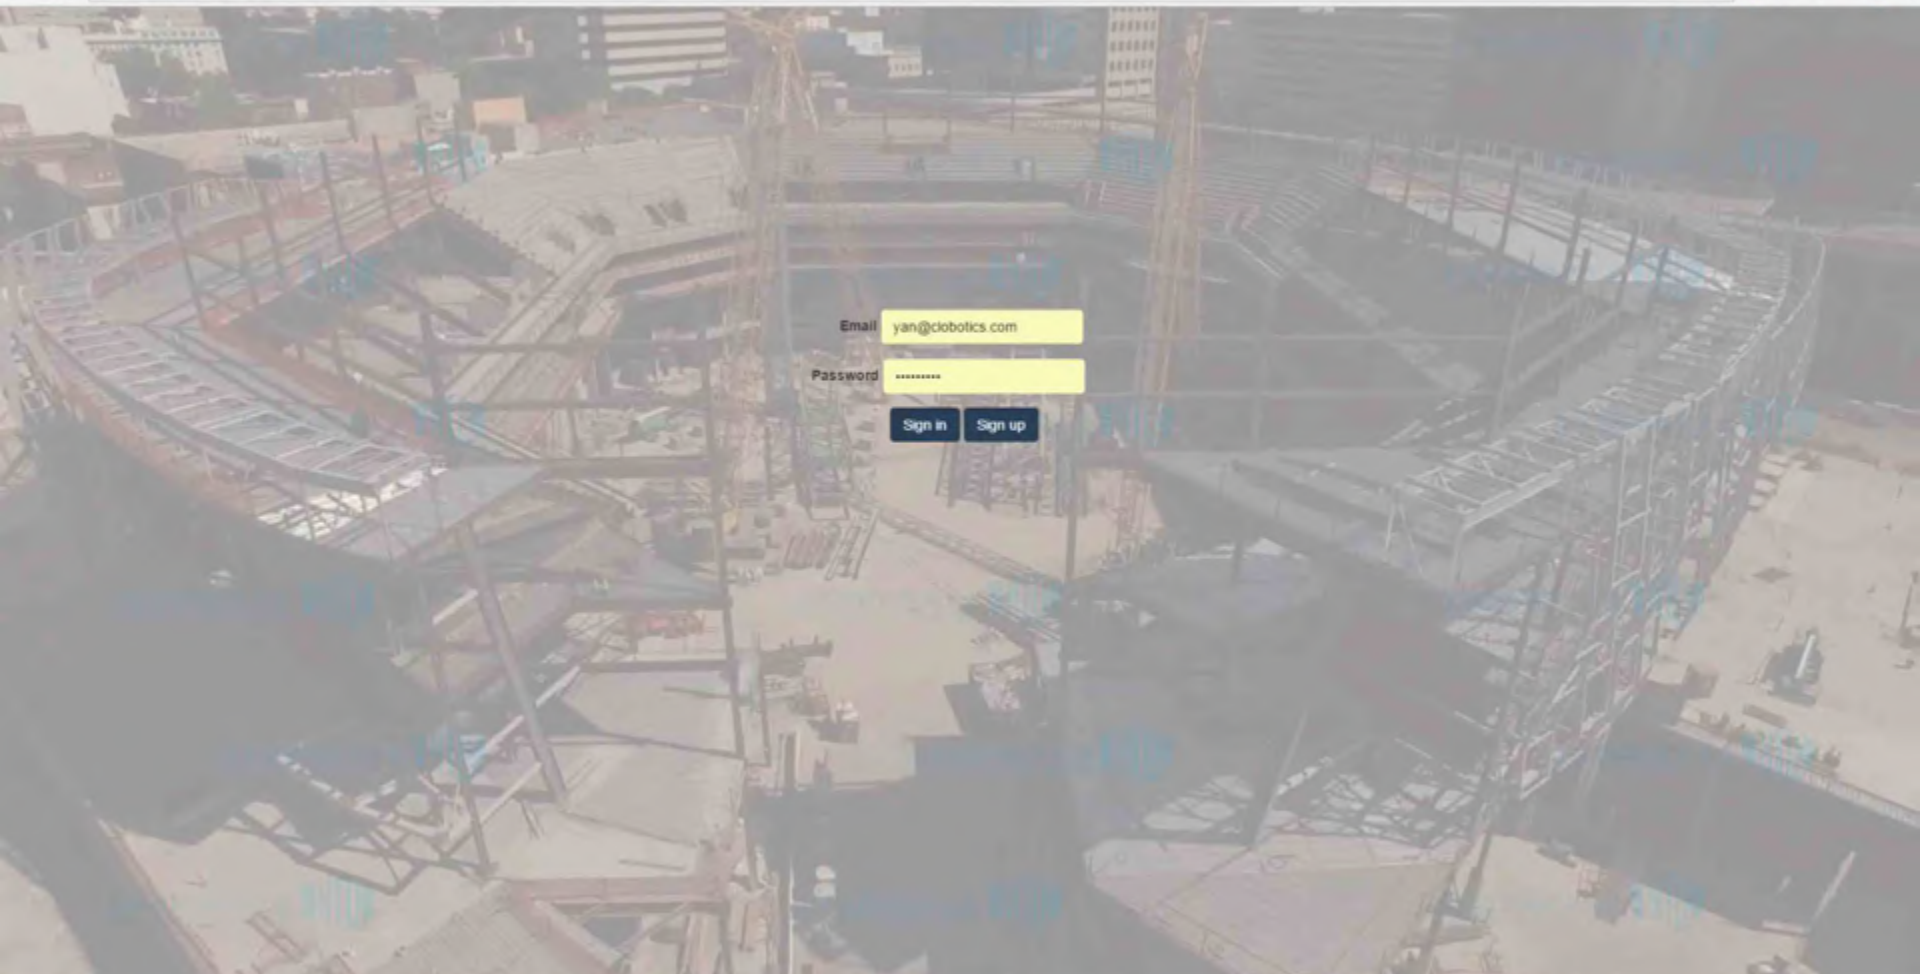 Email yan@clobotics.com
Password •••••••••
Sign in Sign up